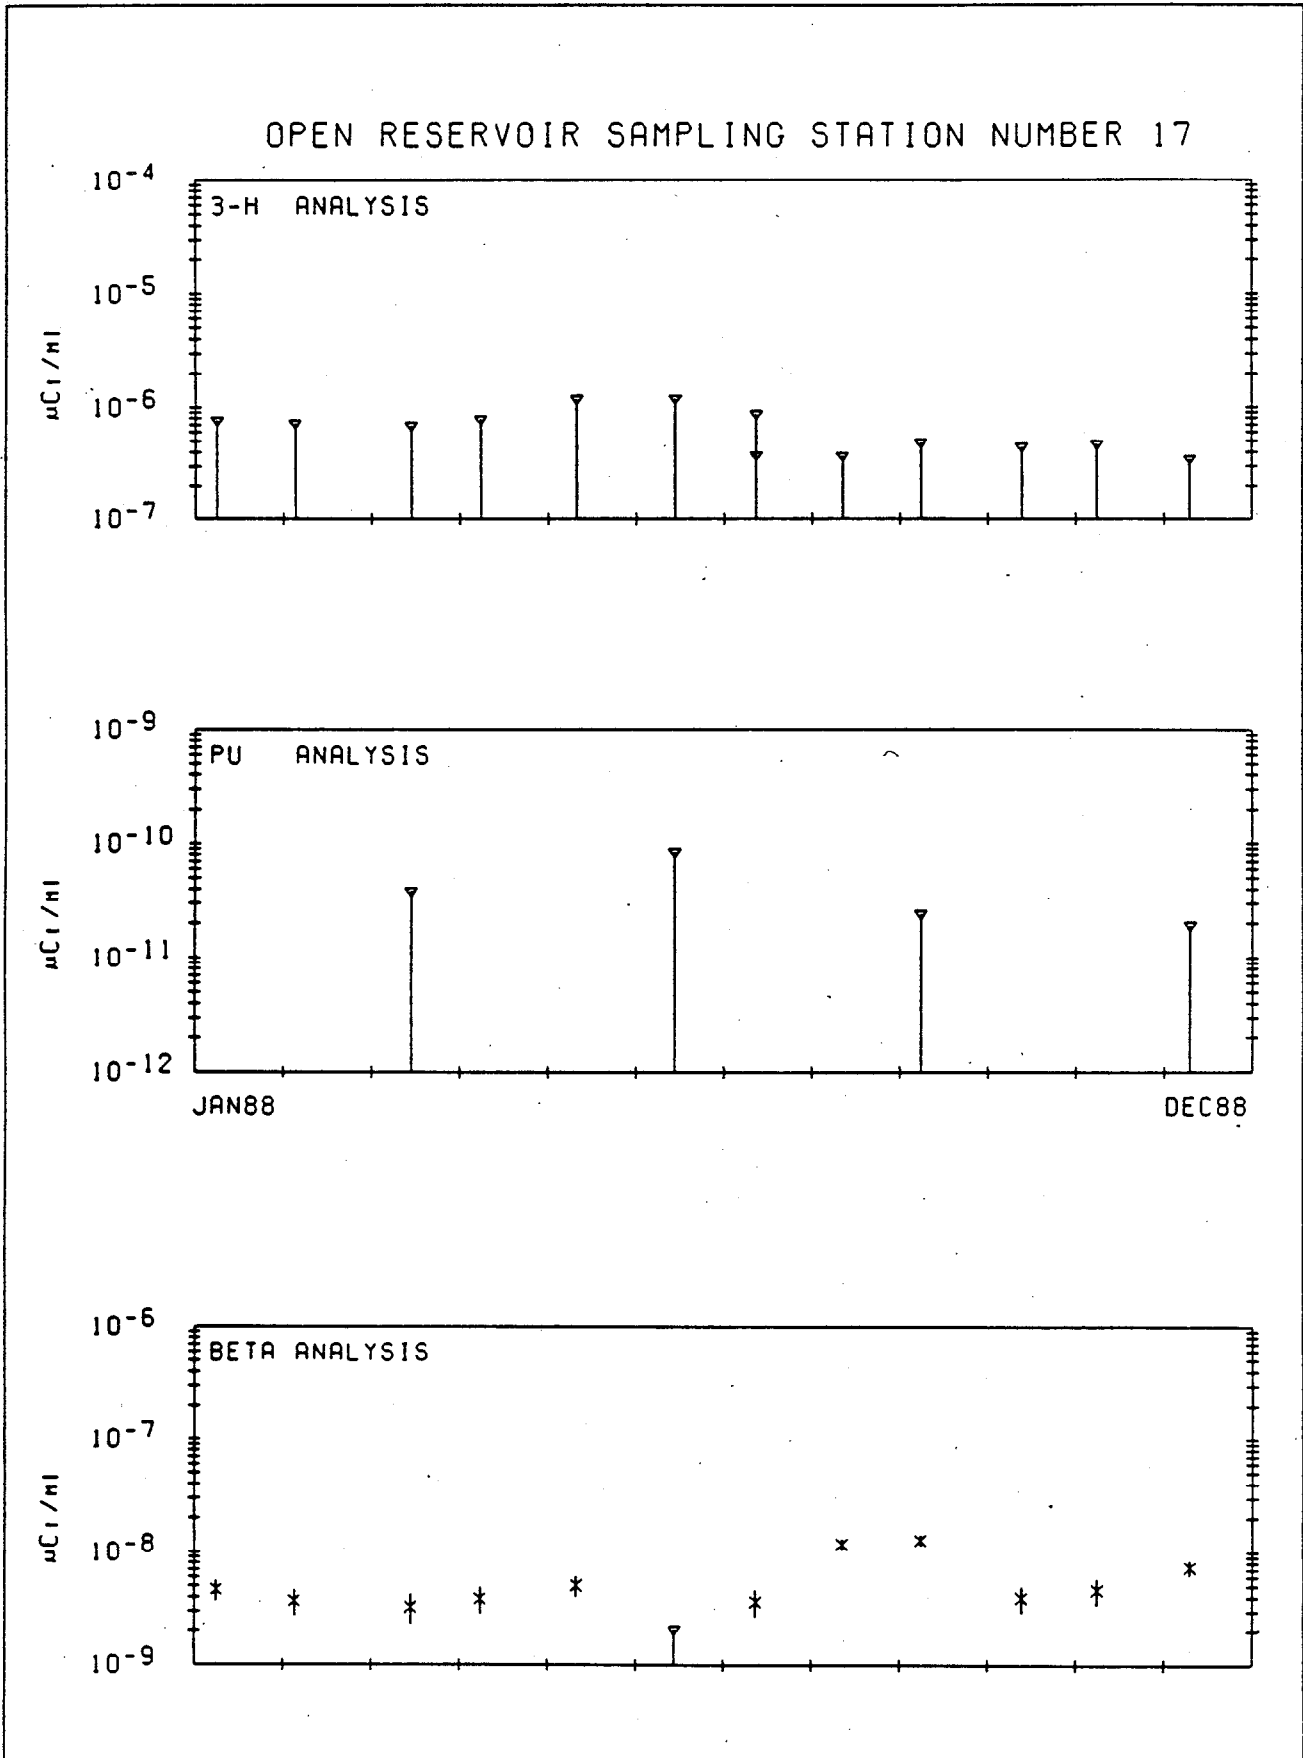 OPEN RESERVOIR SAMPLING STATION NUMBER 17
10-4
3-H ANALYSIS
10-5
µCi/ml
10-6
10-7
10-9
PU ANALYSIS
10-10
µCi/ml
10-11
10-12
JAN88 DEC88
10-6
BETA ANALYSIS
10-7
µCi/ml
10-8
10-9